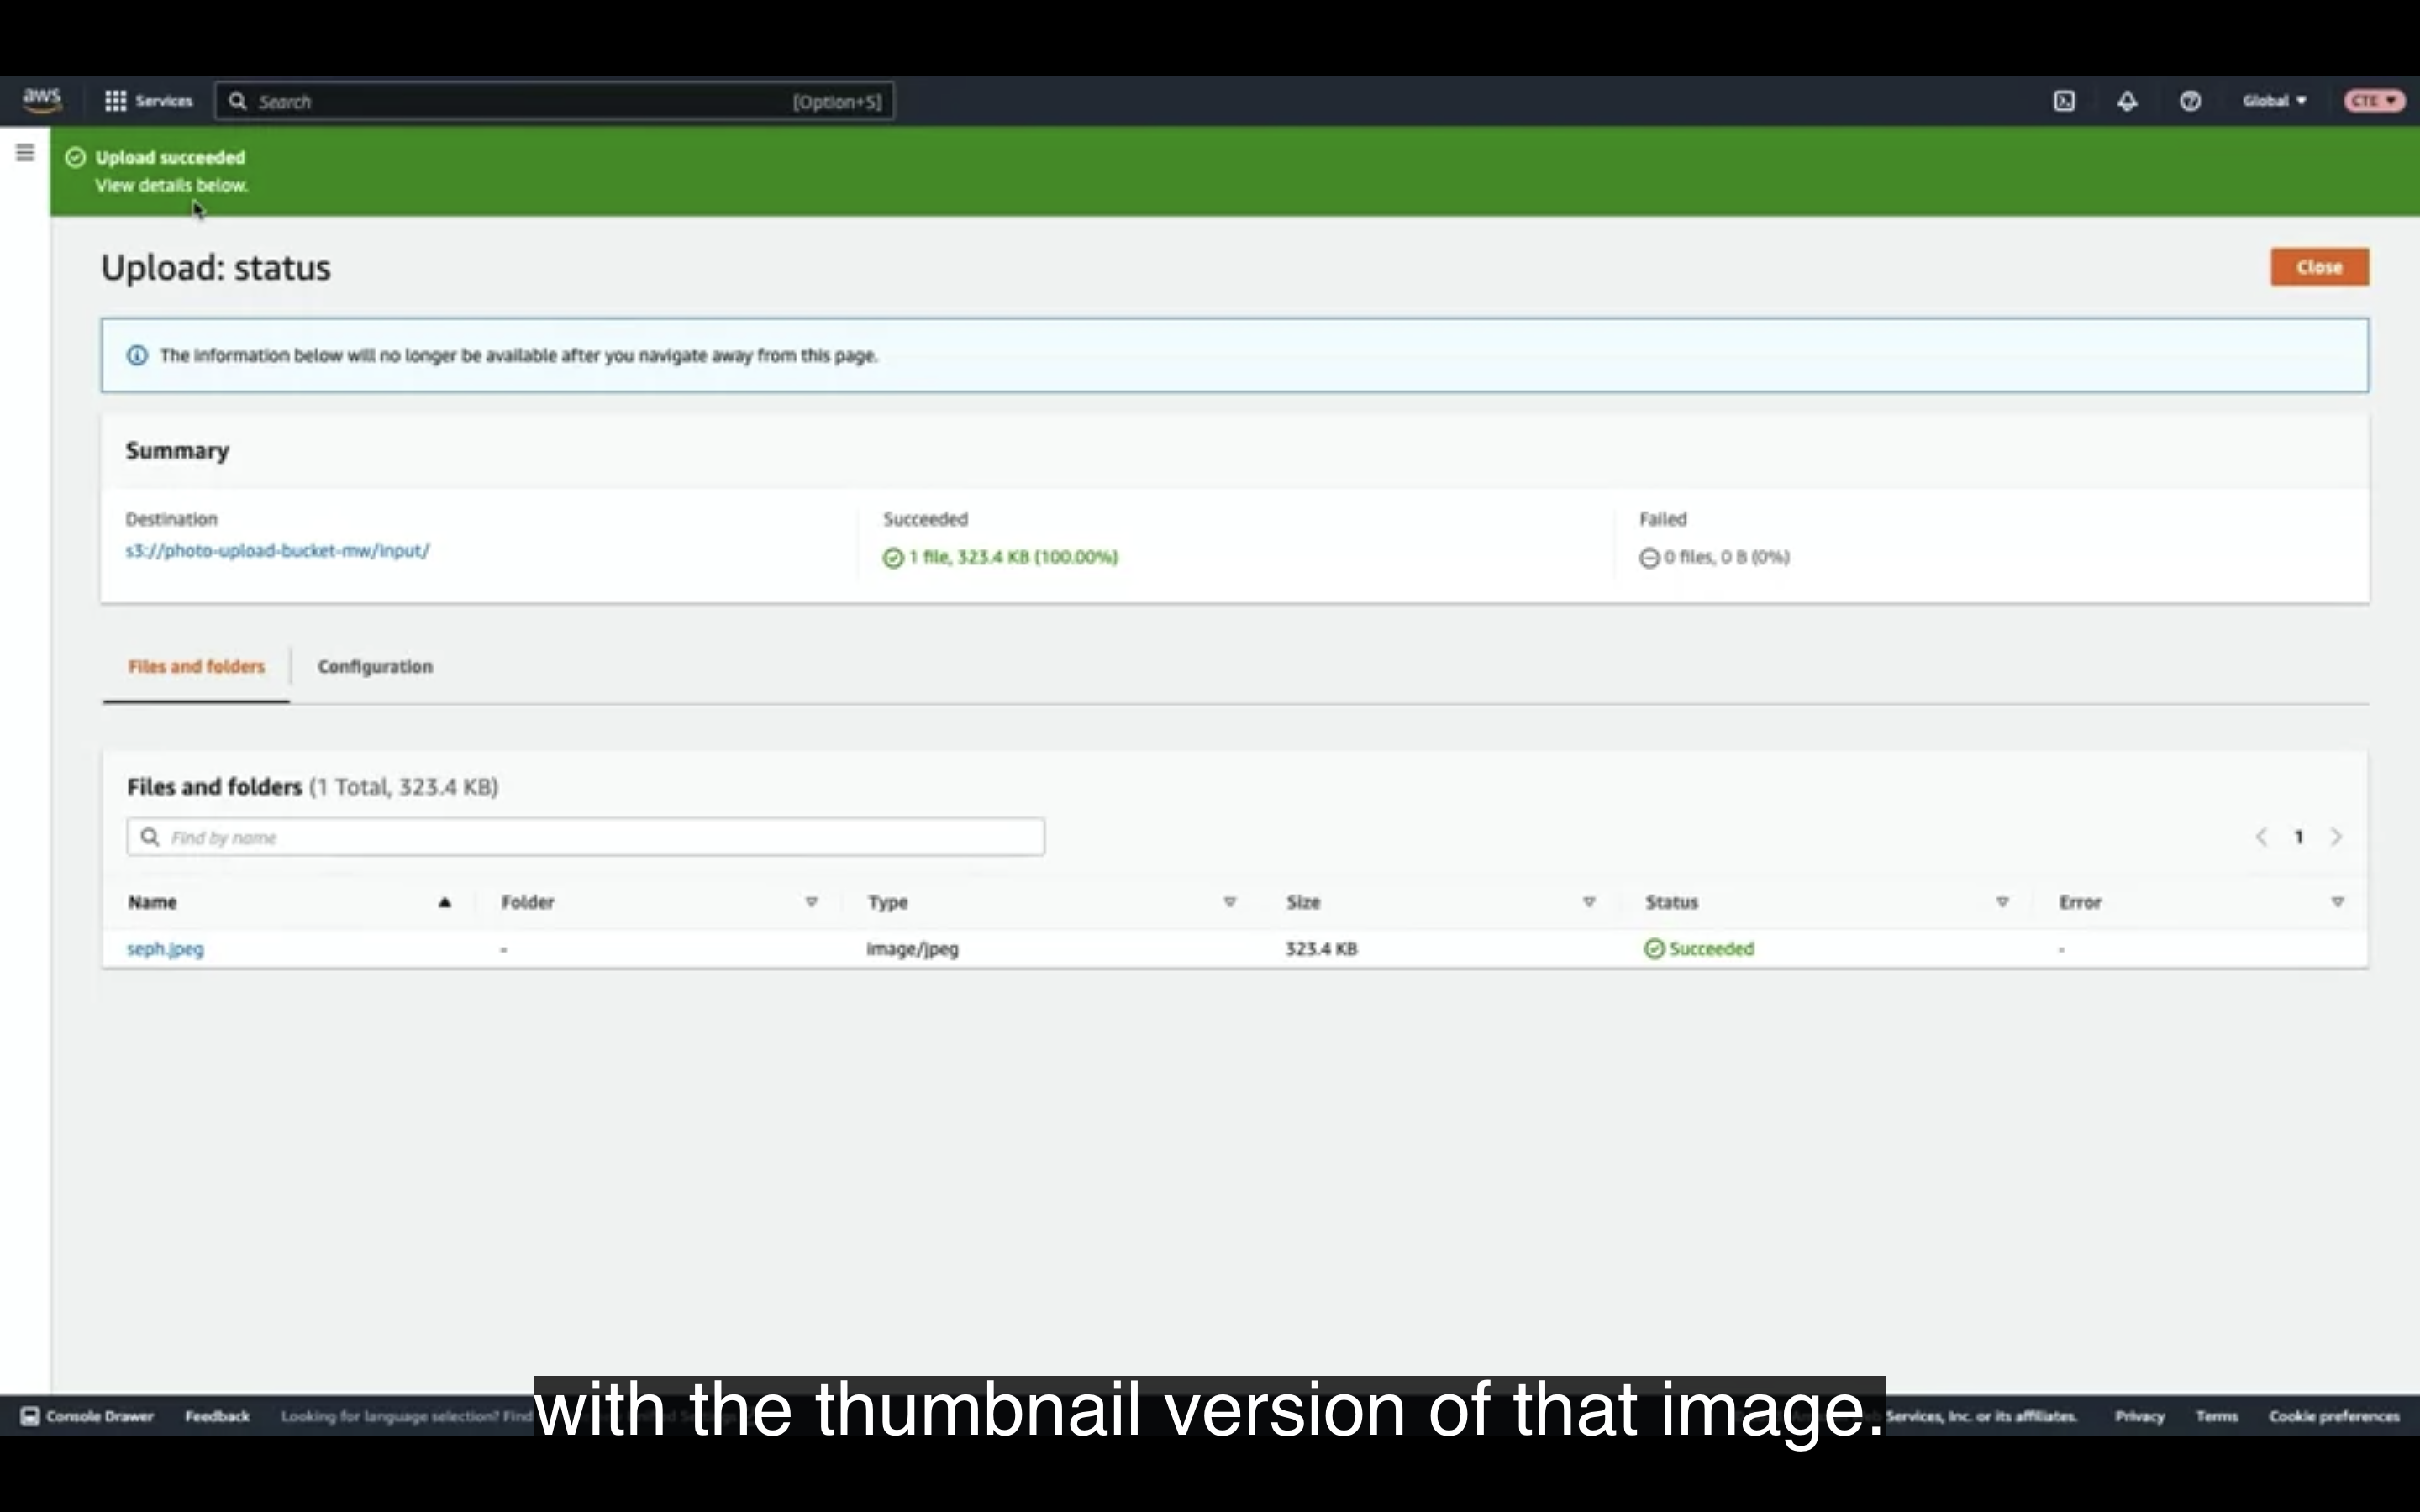 aws Services Search [Option+S] Global CTE
Upload succeeded
View details below.
Upload: status
Close
The information below will no longer be available after you navigate away from this page.
Summary
Destination Succeeded Failed
s3://photo-upload-bucket-mw/input/ 1 file, 323.4 KB (100.00%) 0 files, 0 B (0%)
Files and folders Configuration
Files and folders (1 Total, 323.4 KB)
Find by name 1
Name Folder Type Size Status Error
seph.jpeg - image/jpeg 323.4 KB Succeeded -
Console Drawer Feedback Looking for language selection? Find Services, Inc. or its affiliates. Privacy Terms Cookie preferences
with the thumbnail version of that image.